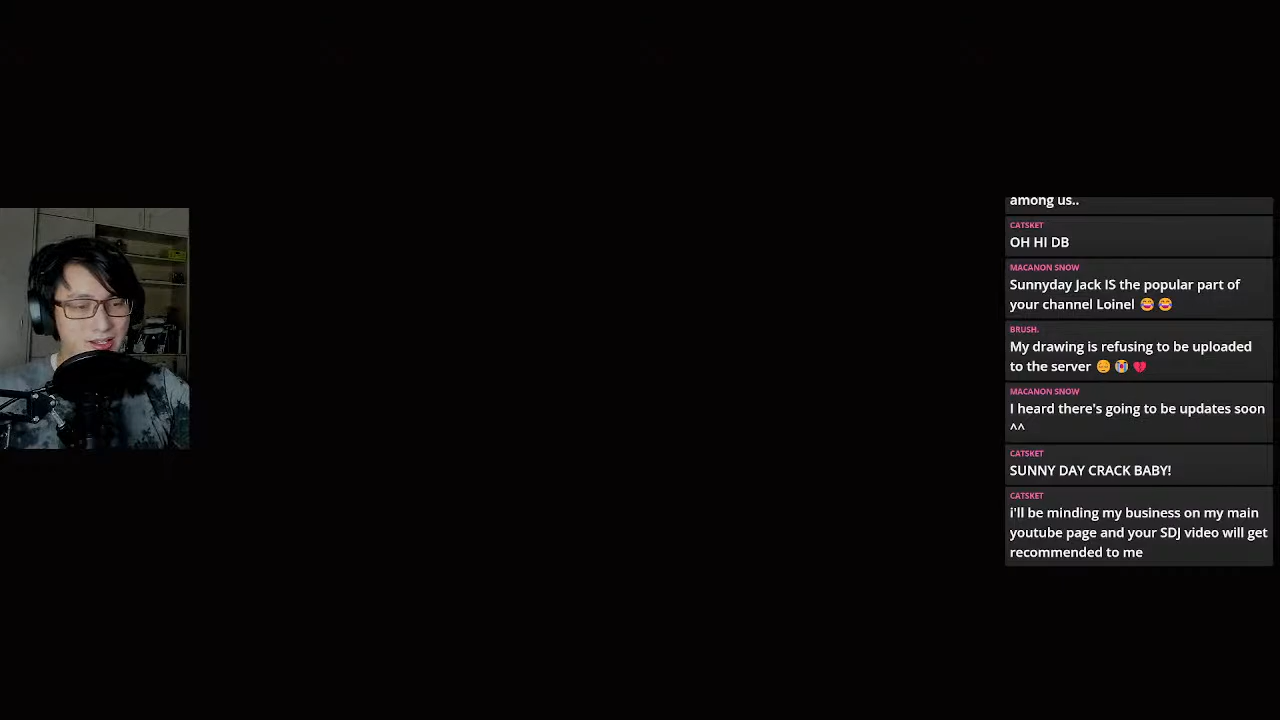 among us..
CATSKET
OH HI DB
MACANON SNOW
Sunnyday Jack IS the popular part of
your channel Loinel 😂 😂
BRUSH.
My drawing is refusing to be uploaded
to the server 😔 😭 💔
MACANON SNOW
I heard there's going to be updates soon
^^
CATSKET
SUNNY DAY CRACK BABY!
CATSKET
i'll be minding my business on my main
youtube page and your SDJ video will get
recommended to me